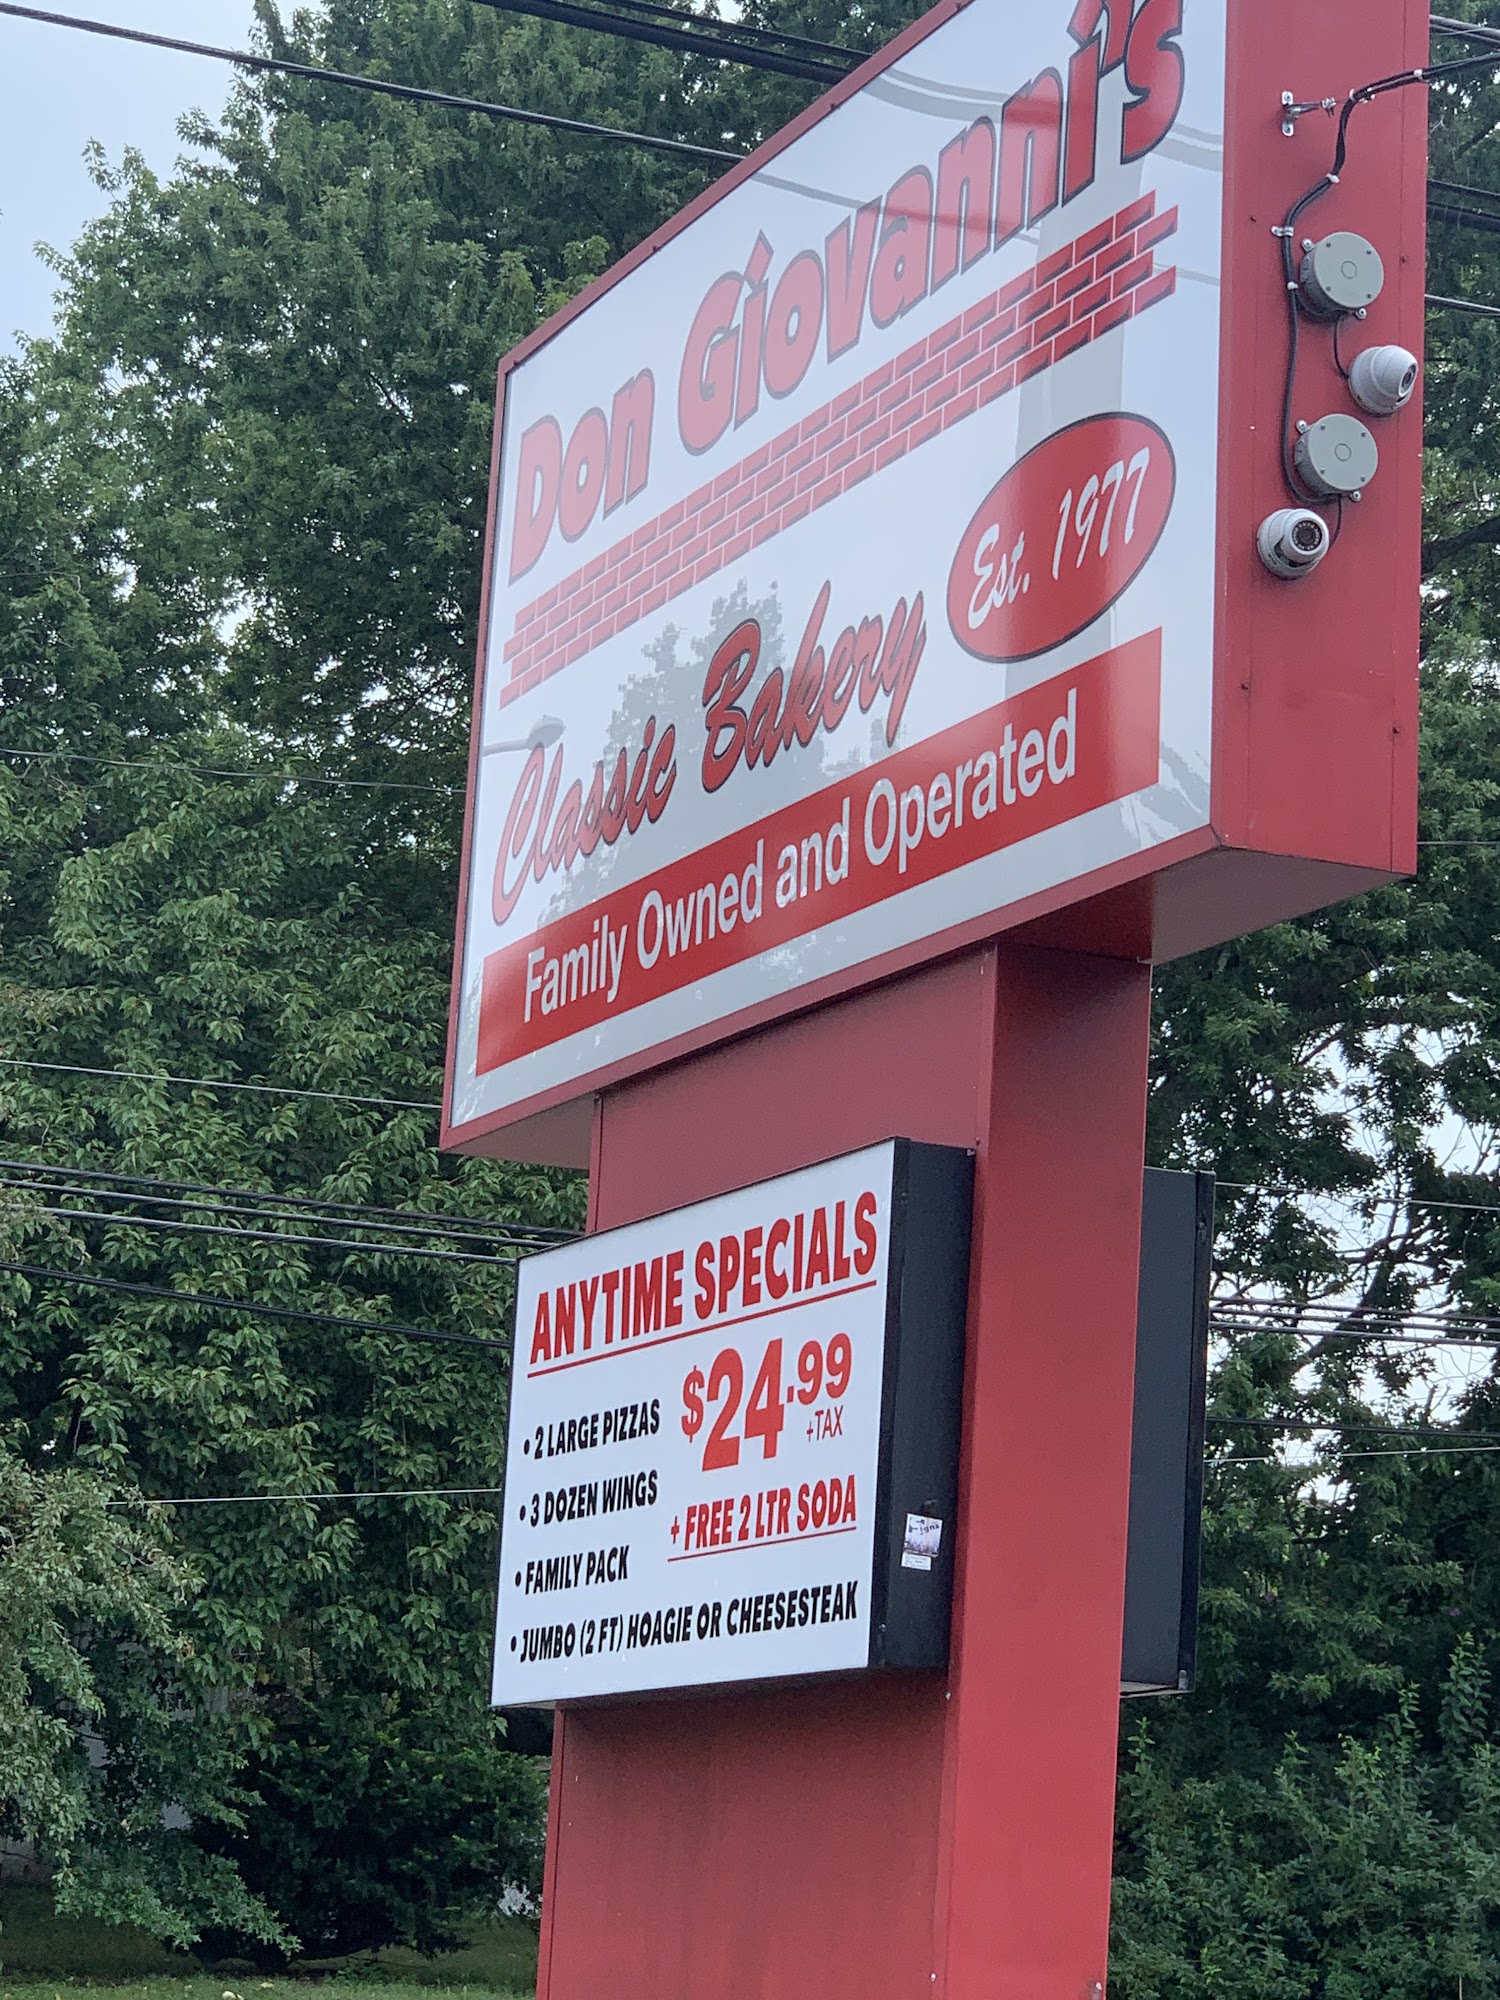 Don Giovanni's
Classic Bakery
Est. 1977
Family Owned and Operated
ANYTIME SPECIALS
• 2 LARGE PIZZAS
$24.99
+TAX
• 3 DOZEN WINGS
+ FREE 2 LTR SODA
• FAMILY PACK
• JUMBO (2 FT) HOAGIE OR CHEESESTEAK